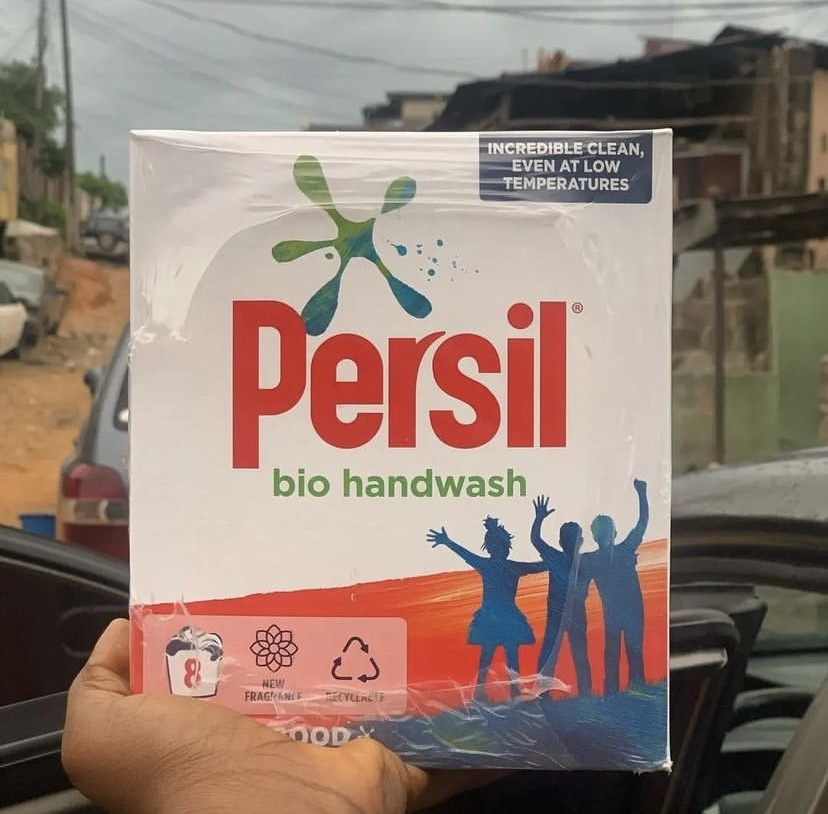 INCREDIBLE CLEAN,
EVEN AT LOW
TEMPERATURES
Persil®
bio handwash
8
NEW
FRAGRANCE
RECYCLABLE